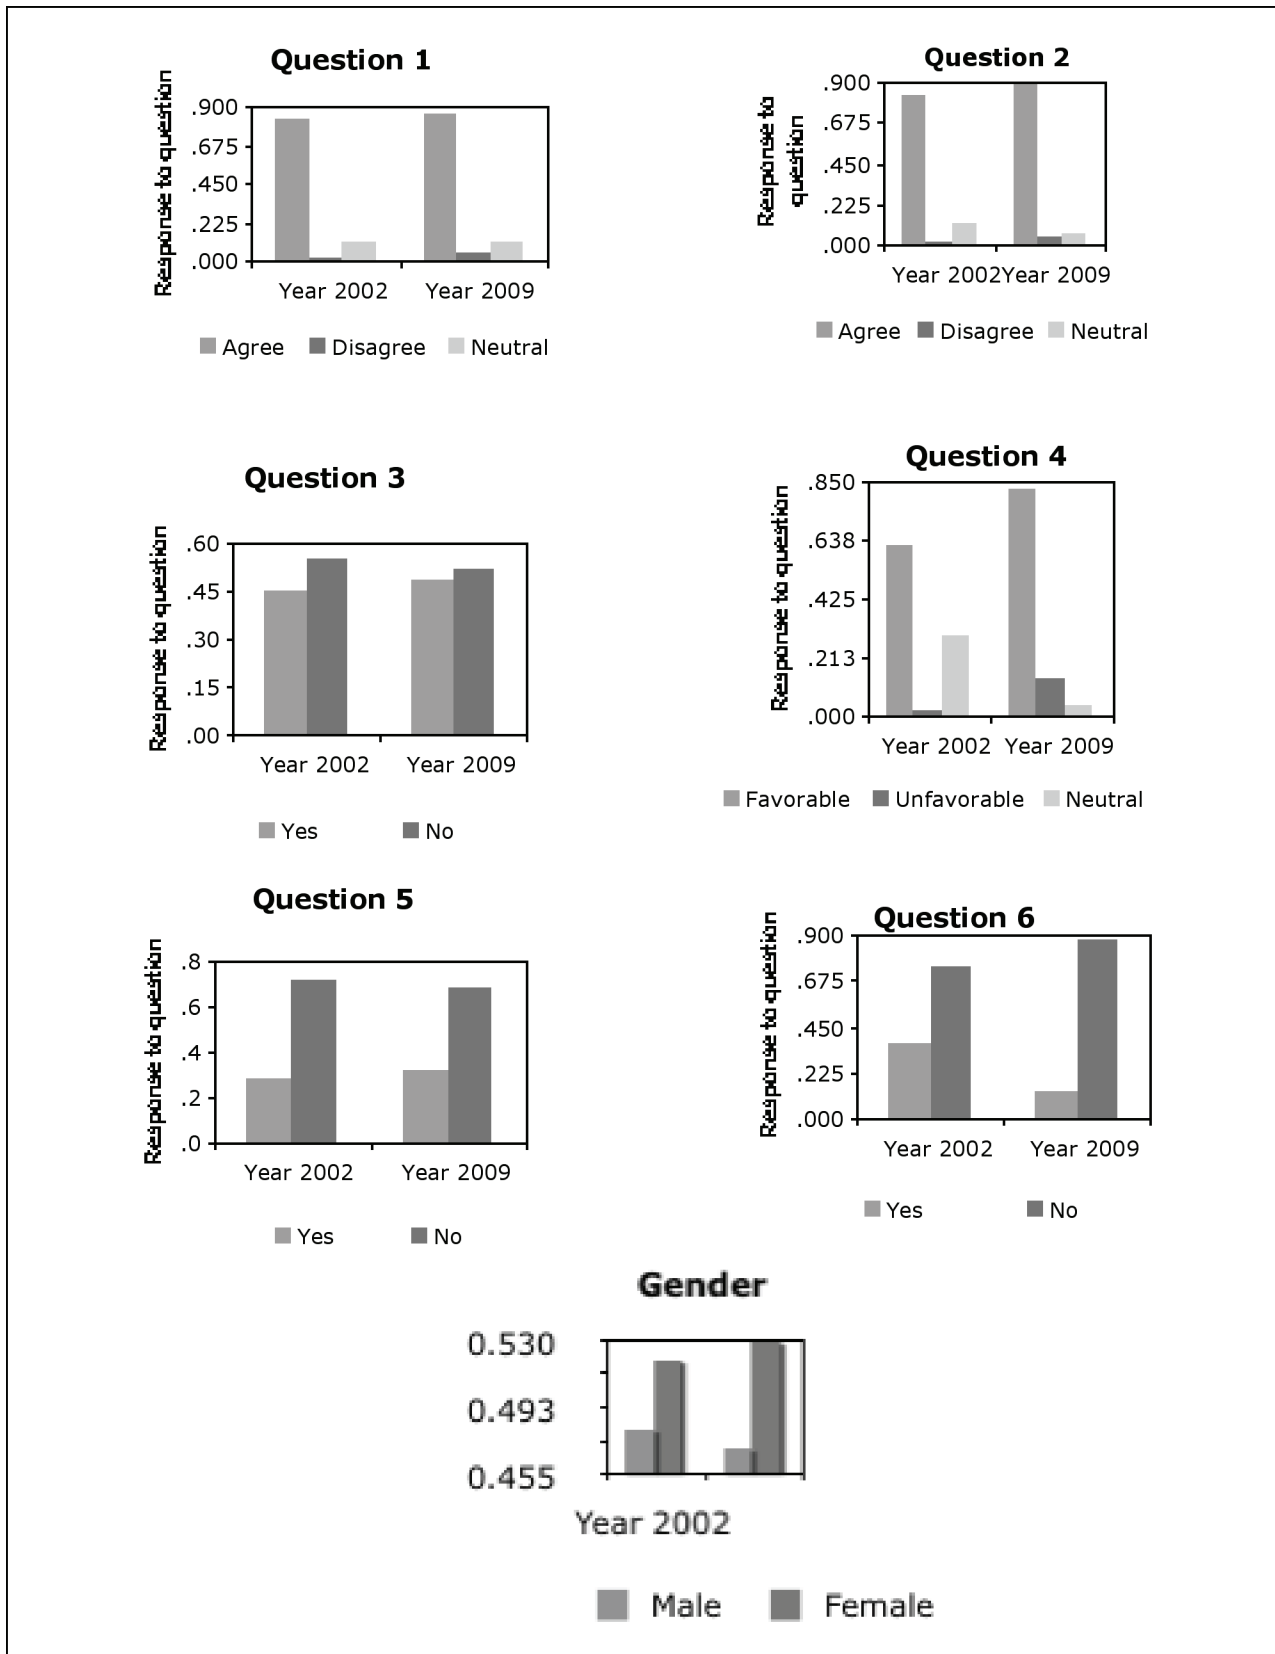 Question 1
Response to question
.900
.675
.450
.225
.000
Year 2002 Year 2009
Agree Disagree Neutral
Question 2
Response to
question
.900
.675
.450
.225
.000
Year 2002Year 2009
Agree Disagree Neutral
Question 3
Response to question
.60
.45
.30
.15
.00
Year 2002 Year 2009
Yes No
Question 4
Response to question
.850
.638
.425
.213
.000
Year 2002 Year 2009
Favorable Unfavorable Neutral
Question 5
Response to question
.8
.6
.4
.2
.0
Year 2002 Year 2009
Yes No
Question 6
Response to question
.900
.675
.450
.225
.000
Year 2002 Year 2009
Yes No
Gender
0.530
0.493
0.455
Year 2002
Male Female